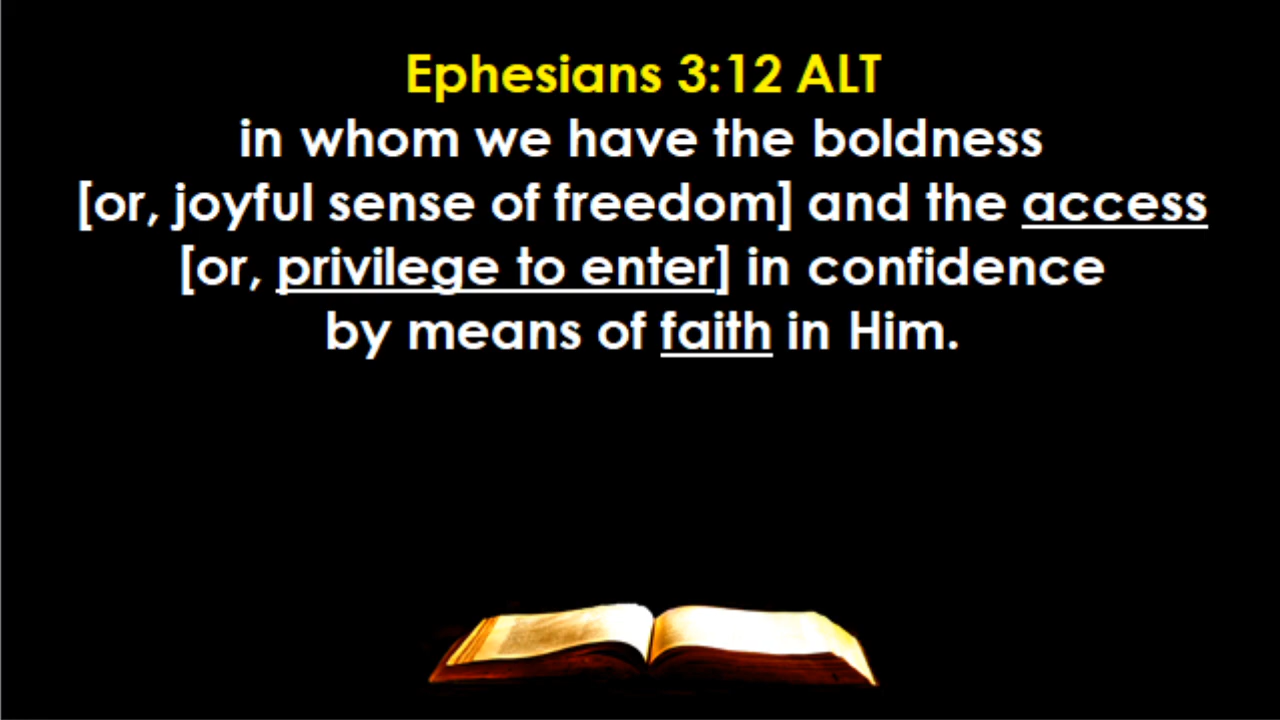 Ephesians 3:12 ALT
in whom we have the boldness
[or, joyful sense of freedom] and the access
[or, privilege to enter] in confidence
by means of faith in Him.